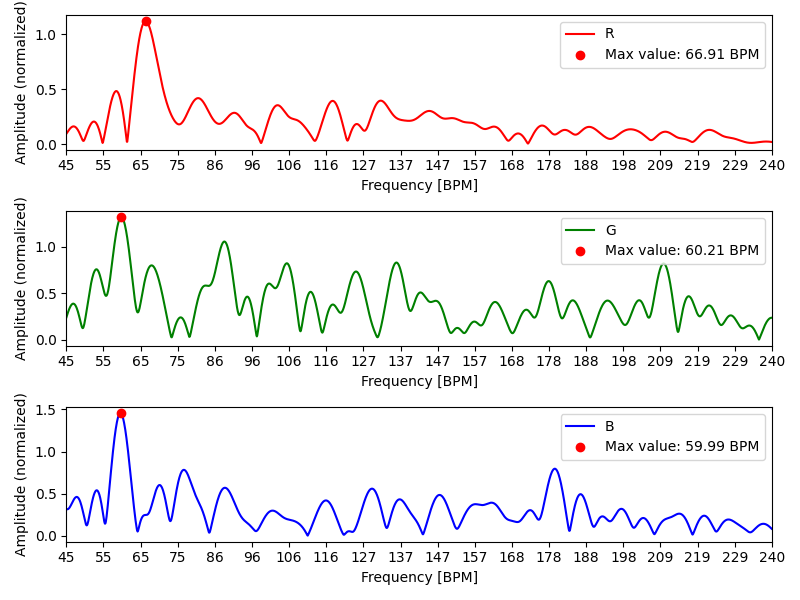 Amplitude (normalized)
1.0
0.5
0.0
R
Max value: 66.91 BPM
45 55 65 75 86 96 106 116 127 137 147 157 168 178 188 198 209 219 229 240
Frequency [BPM]
Amplitude (normalized)
1.0
0.5
0.0
G
Max value: 60.21 BPM
45 55 65 75 86 96 106 116 127 137 147 157 168 178 188 198 209 219 229 240
Frequency [BPM]
Amplitude (normalized)
1.5
1.0
0.5
0.0
B
Max value: 59.99 BPM
45 55 65 75 86 96 106 116 127 137 147 157 168 178 188 198 209 219 229 240
Frequency [BPM]